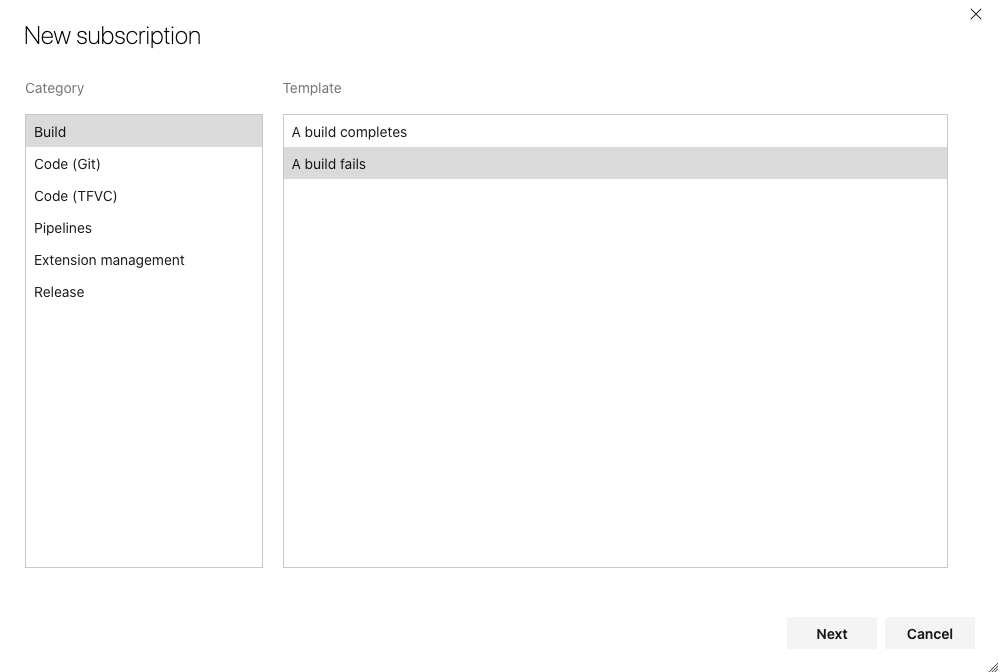 New subscription
Category
Template
Build
Code (Git)
Code (TFVC)
Pipelines
Extension management
Release
A build completes
A build fails
Next
Cancel